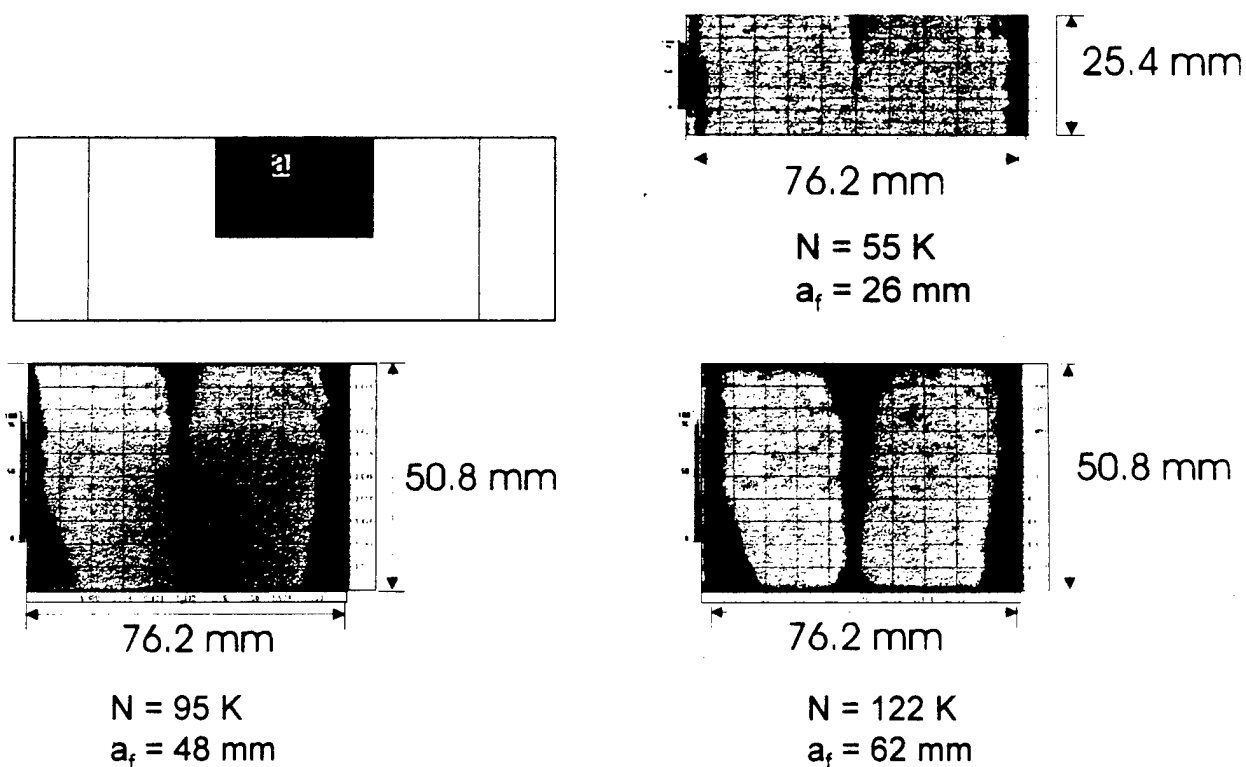 25.4 mm
76.2 mm
N = 55 K
a_f = 26 mm
a
50.8 mm
76.2 mm
N = 95 K
a_f = 48 mm
50.8 mm
76.2 mm
N = 122 K
a_f = 62 mm